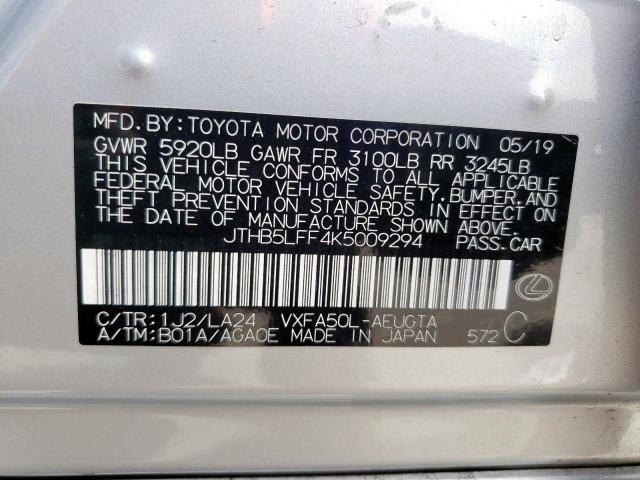 MFD.BY:TOYOTA MOTOR CORPORATION 05/19
GVWR 5920LB GAWR FR 3100LB RR 3245LB
THIS VEHICLE CONFORMS TO ALL APPLICABLE
FEDERAL MOTOR VEHICLE SAFETY,BUMPER,AND
THEFT PREVENTION STANDARDS IN EFFECT ON
THE DATE OF MANUFACTURE SHOWN ABOVE.
JTHB5LFF4K5009294 PASS.CAR
C/TR:1J2/LA24 VXFA50L-AEUGTA
A/TM:B01A/AGA0E MADE IN JAPAN 572 C